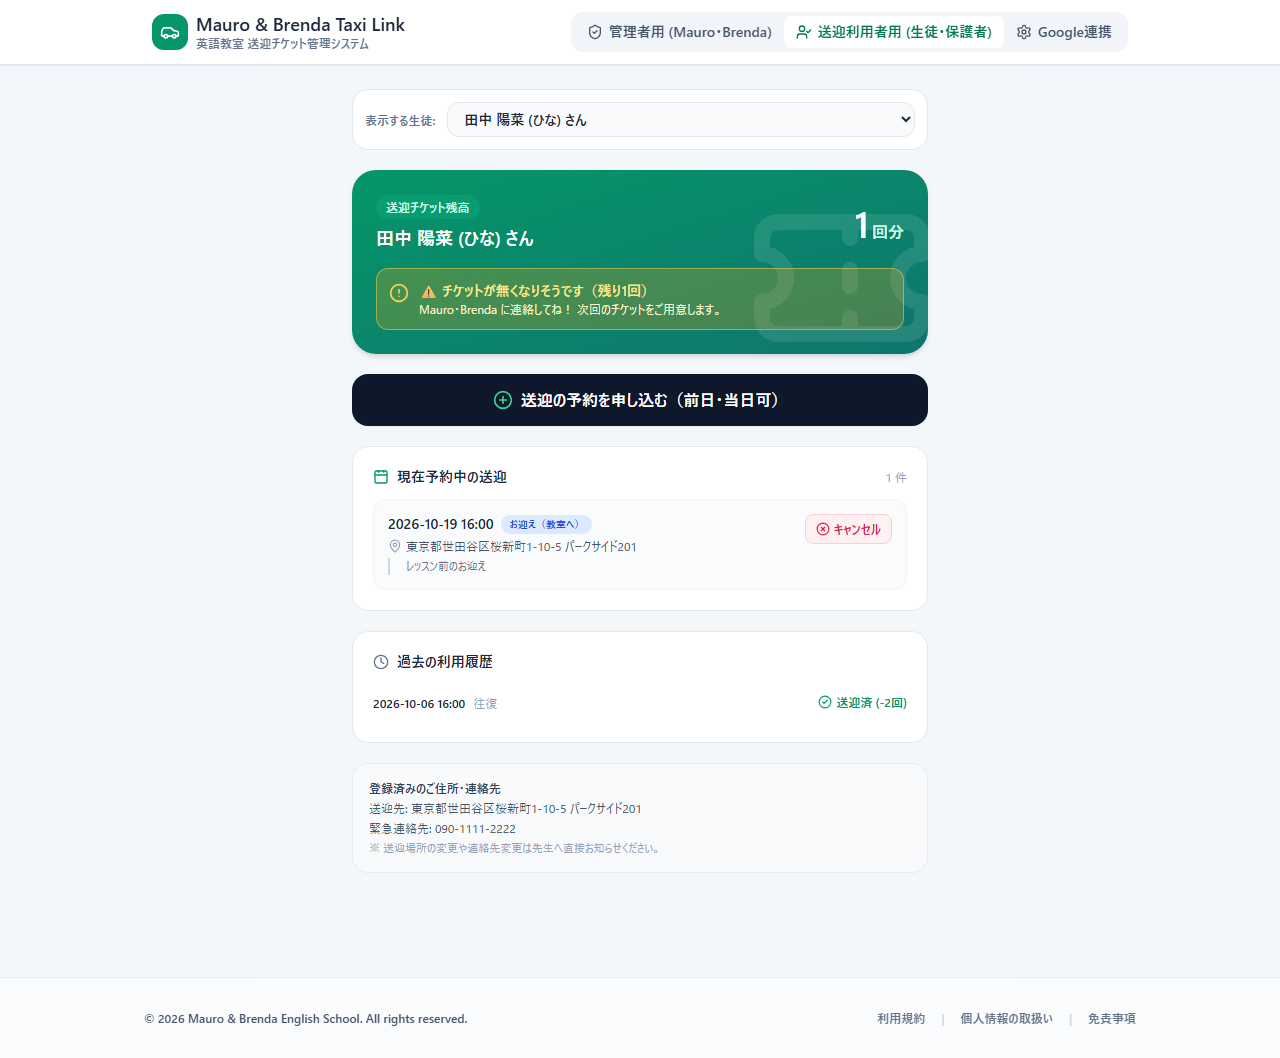 Mauro & Brenda Taxi Link
英語教室 送迎チケット管理システム
管理者用 (Mauro・Brenda)
送迎利用者用 (生徒・保護者)
Google連携
表示する生徒:
田中 陽菜 (ひな) さん
送迎チケット残高
田中 陽菜 (ひな) さん
1回分
⚠ チケットが無くなりそうです（残り1回）
Mauro・Brenda に連絡してね！ 次回のチケットをご用意します。
送迎の予約を申し込む（前日・当日可）
現在予約中の送迎
1 件
2026-10-19 16:00 お迎え（教室へ）
キャンセル
東京都世田谷区桜新町1-10-5 パークサイド201
レッスン前のお迎え
過去の利用履歴
2026-10-06 16:00 往復
送迎済 (-2回)
登録済みのご住所・連絡先
送迎先: 東京都世田谷区桜新町1-10-5 パークサイド201
緊急連絡先: 090-1111-2222
※ 送迎場所の変更や連絡先変更は先生へ直接お知らせください。
© 2026 Mauro & Brenda English School. All rights reserved.
利用規約 | 個人情報の取扱い | 免責事項